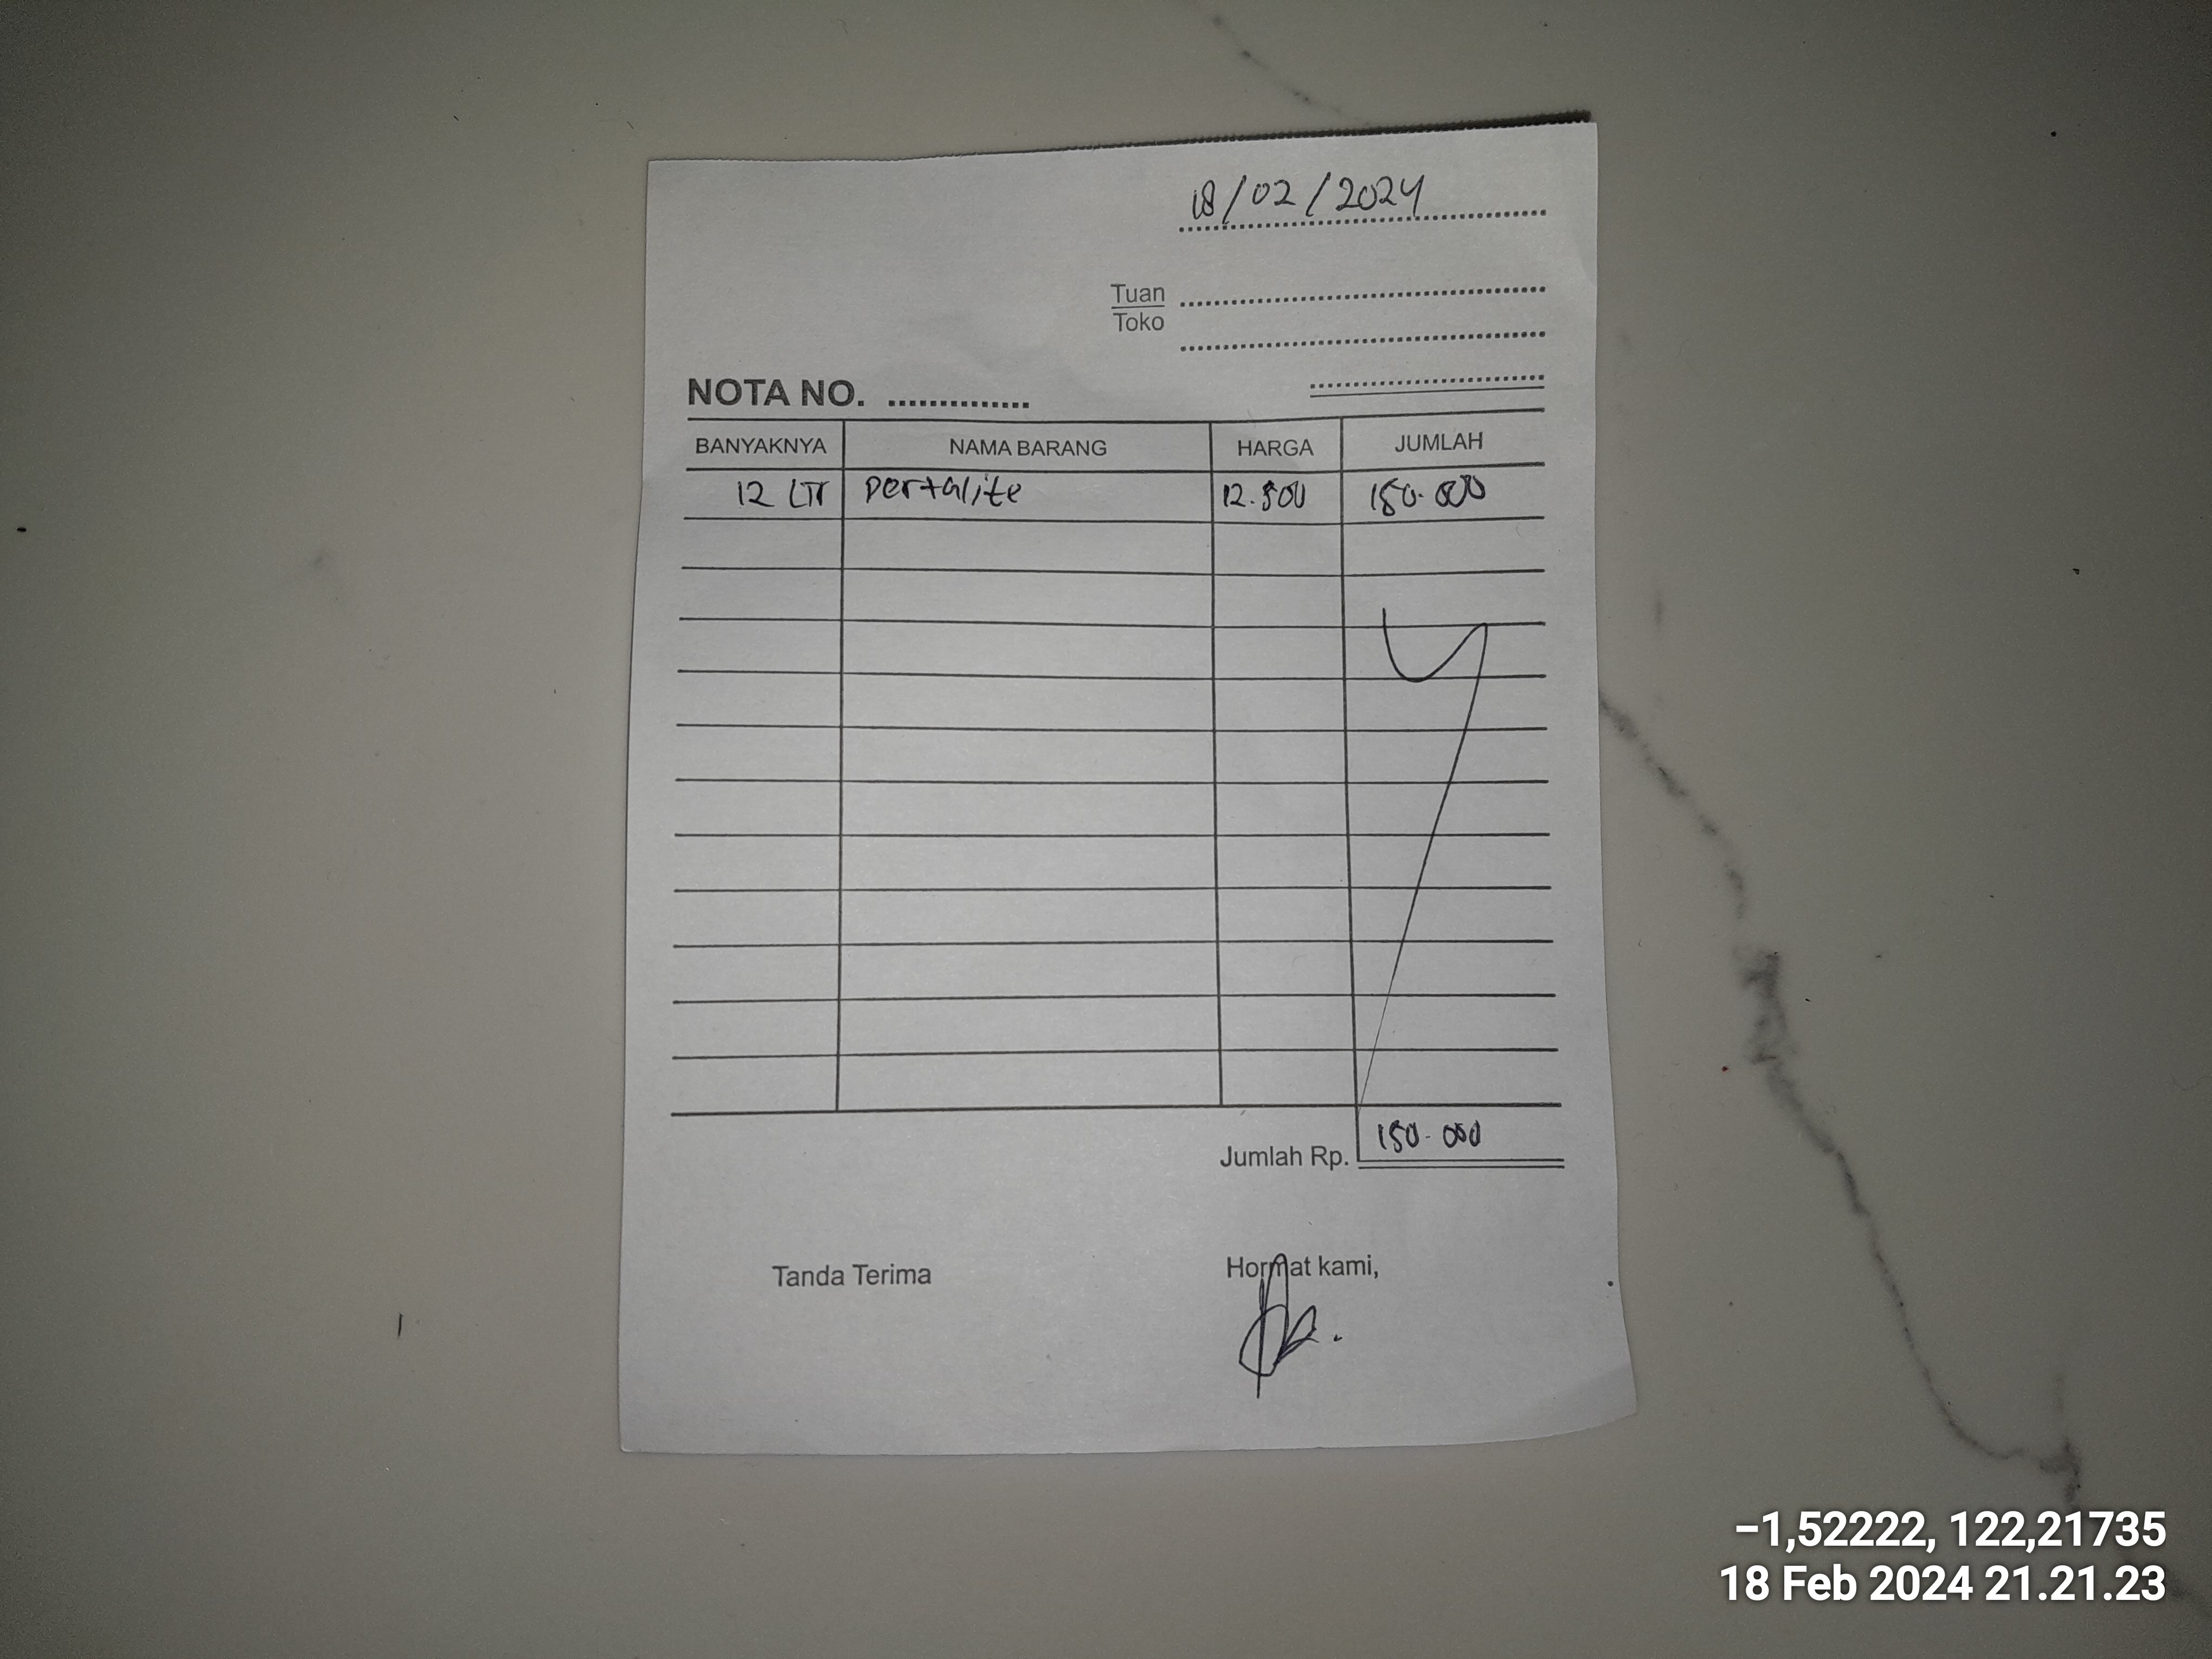 18/02/2024
Tuan
Toko
NOTA NO. ..............
BANYAKNYA NAMA BARANG HARGA JUMLAH
12 LTr pertalite 12.500 150.000
Jumlah Rp. 150.000
Tanda Terima Hormat kami,
−1,52222, 122,21735
18 Feb 2024 21.21.23